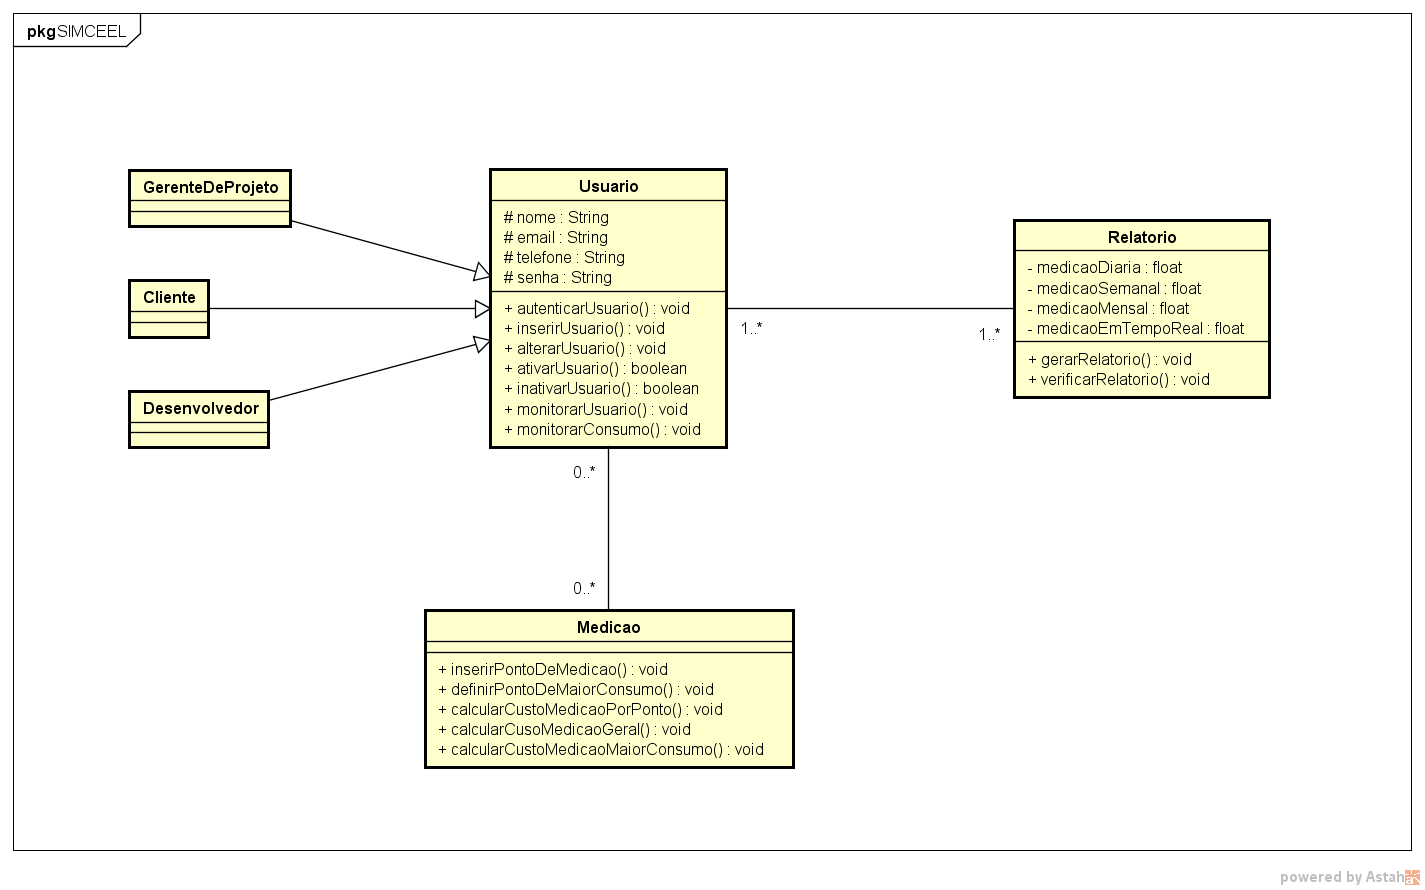 pkg SIMCEEL
GerenteDeProjeto
Cliente
Desenvolvedor
Usuario
# nome : String
# email : String
# telefone : String
# senha : String
+ autenticarUsuario() : void
+ inserirUsuario() : void
+ alterarUsuario() : void
+ ativarUsuario() : boolean
+ inativarUsuario() : boolean
+ monitorarUsuario() : void
+ monitorarConsumo() : void
1..*
1..*
Relatorio
- medicaoDiaria : float
- medicaoSemanal : float
- medicaoMensal : float
- medicaoEmTempoReal : float
+ gerarRelatorio() : void
+ verificarRelatorio() : void
0..*
0..*
Medicao
+ inserirPontoDeMedicao() : void
+ definirPontoDeMaiorConsumo() : void
+ calcularCustoMedicaoPorPonto() : void
+ calcularCusoMedicaoGeral() : void
+ calcularCustoMedicaoMaiorConsumo() : void
powered by Astah